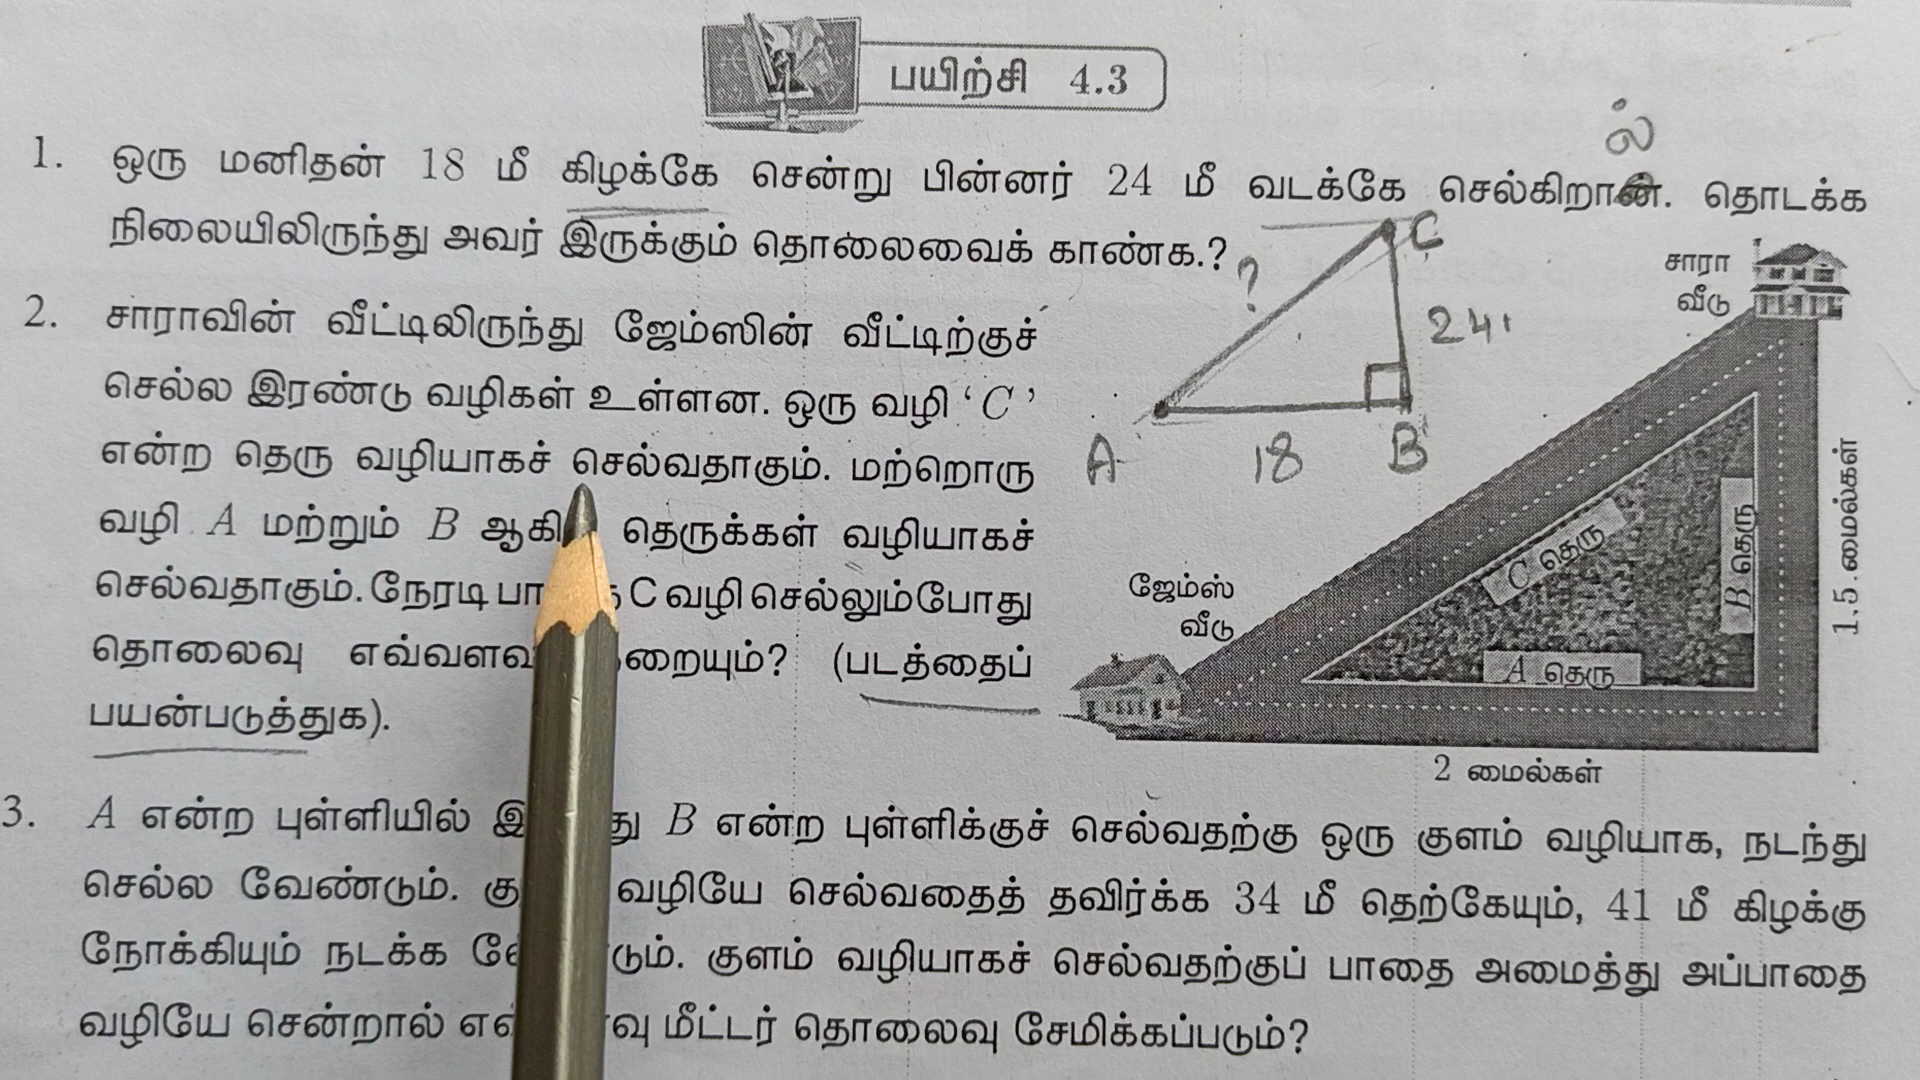 பயிற்சி 4.3
ல்
1. ஒரு மனிதன் 18 மீ கிழக்கே சென்று பின்னர் 24 மீ வடக்கே செல்கிறான். தொடக்க
நிலையிலிருந்து அவர் இருக்கும் தொலைவைக் காண்க.?
C
?
24
A 18 B
2. சாராவின் வீட்டிலிருந்து ஜேம்ஸின் வீட்டிற்குச்
செல்ல இரண்டு வழிகள் உள்ளன. ஒரு வழி ‘C’
என்ற தெரு வழியாகச் செல்வதாகும். மற்றொரு
வழி A மற்றும் B தெருக்கள் வழியாகச்
செல்வதாகும். நேரடி C வழி செல்லும்போது
தொலைவு (படத்தைப்
பயன்படுத்துக).
சாரா
வீடு
ஜேம்ஸ்
வீடு
C தெரு
B தெரு
A தெரு
1.5 மைல்கள்
2 மைல்கள்
3. A என்ற புள்ளியில் B என்ற புள்ளிக்குச் செல்வதற்கு ஒரு குளம் வழியாக, நடந்து
செல்ல வேண்டும். வழியே செல்வதைத் தவிர்க்க 34 மீ தெற்கேயும், 41 மீ கிழக்கு
நோக்கியும் நடக்க குளம் வழியாகச் செல்வதற்குப் பாதை அமைத்து அப்பாதை
வழியே சென்றால் மீட்டர் தொலைவு சேமிக்கப்படும்?